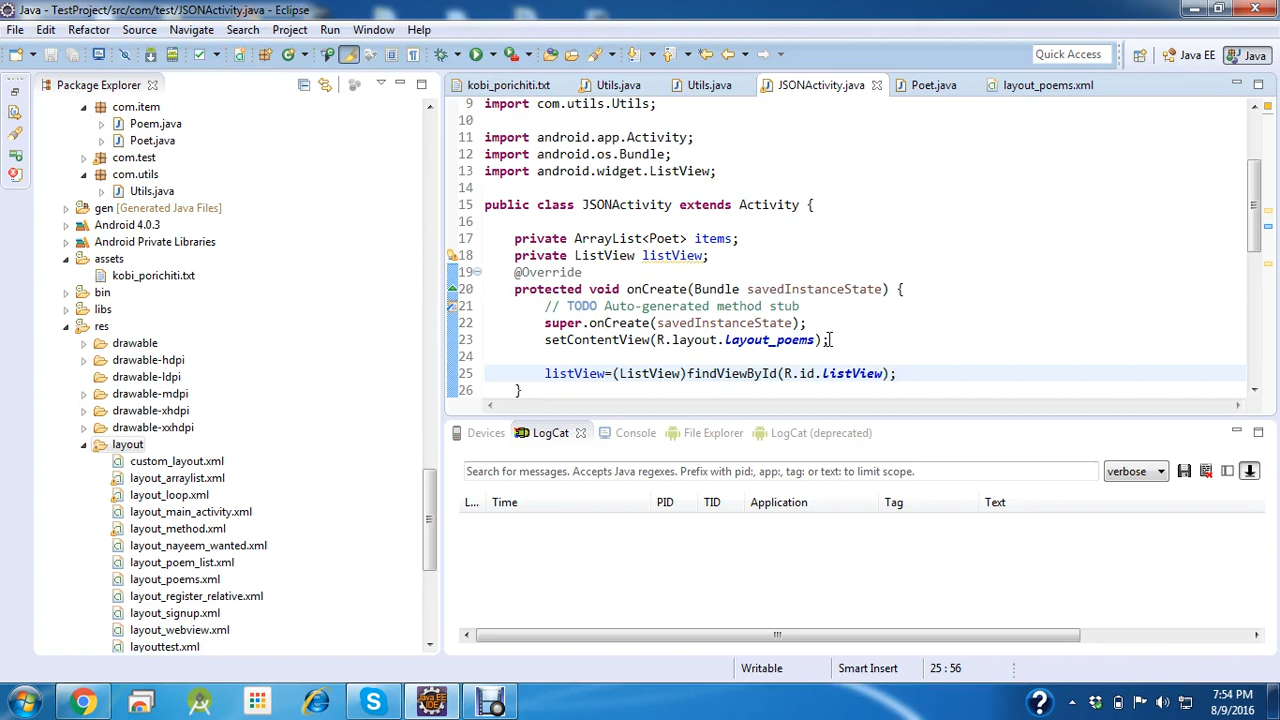 Java - TestProject/src/com/test/JSONActivity.java - Eclipse
File Edit Refactor Source Navigate Search Project Run Window Help
Quick Access
Java EE
Java
Package Explorer
com.item
Poem.java
Poet.java
com.test
com.utils
Utils.java
gen [Generated Java Files]
Android 4.0.3
Android Private Libraries
assets
kobi_porichiti.txt
bin
libs
res
drawable
drawable-hdpi
drawable-ldpi
drawable-mdpi
drawable-xhdpi
drawable-xxhdpi
layout
custom_layout.xml
layout_arraylist.xml
layout_loop.xml
layout_main_activity.xml
layout_method.xml
layout_nayeem_wanted.xml
layout_poem_list.xml
layout_poems.xml
layout_register_relative.xml
layout_signup.xml
layout_webview.xml
layouttest.xml
kobi_porichiti.txt Utils.java Utils.java JSONActivity.java Poet.java layout_poems.xml
9 import com.utils.Utils;
10
11 import android.app.Activity;
12 import android.os.Bundle;
13 import android.widget.ListView;
14
15 public class JSONActivity extends Activity {
16
17 private ArrayList<Poet> items;
18 private ListView listView;
19 @Override
20 protected void onCreate(Bundle savedInstanceState) {
21 // TODO Auto-generated method stub
22 super.onCreate(savedInstanceState);
23 setContentView(R.layout.layout_poems);
24
25 listView=(ListView)findViewById(R.id.listView);
26 }
Devices LogCat Console File Explorer LogCat (deprecated)
Search for messages. Accepts Java regexes. Prefix with pid:, app:, tag: or text: to limit scope.
verbose
L... Time PID TID Application Tag Text
Writable Smart Insert 25 : 56
7:54 PM
8/9/2016